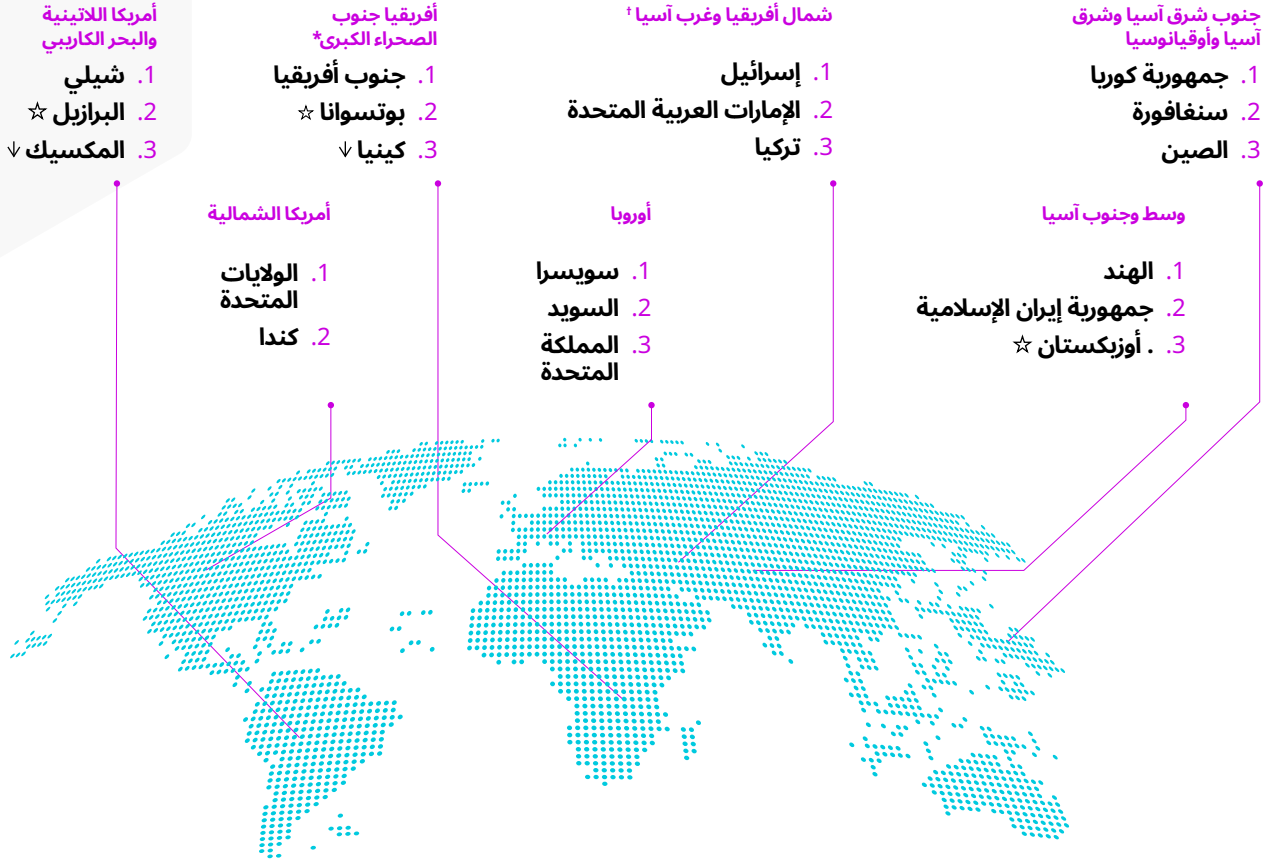 جنوب شرق آسيا وشرق
آسيا وأوقيانوسيا
1. جمهورية كوريا
2. سنغافورة
3. الصين
شمال أفريقيا وغرب آسيا †
1. إسرائيل
2. الإمارات العربية المتحدة
3. تركيا
أفريقيا جنوب
الصحراء الكبرى*
1. جنوب أفريقيا
2. بوتسوانا ☆
3. كينيا ↓
أمريكا اللاتينية
والبحر الكاريبي
1. شيلي
2. البرازيل ☆
3. المكسيك ↓
وسط وجنوب آسيا
1. الهند
2. جمهورية إيران الإسلامية
3. . أوزبكستان ☆
أوروبا
1. سويسرا
2. السويد
3. المملكة
المتحدة
أمريكا الشمالية
1. الولايات
المتحدة
2. كندا